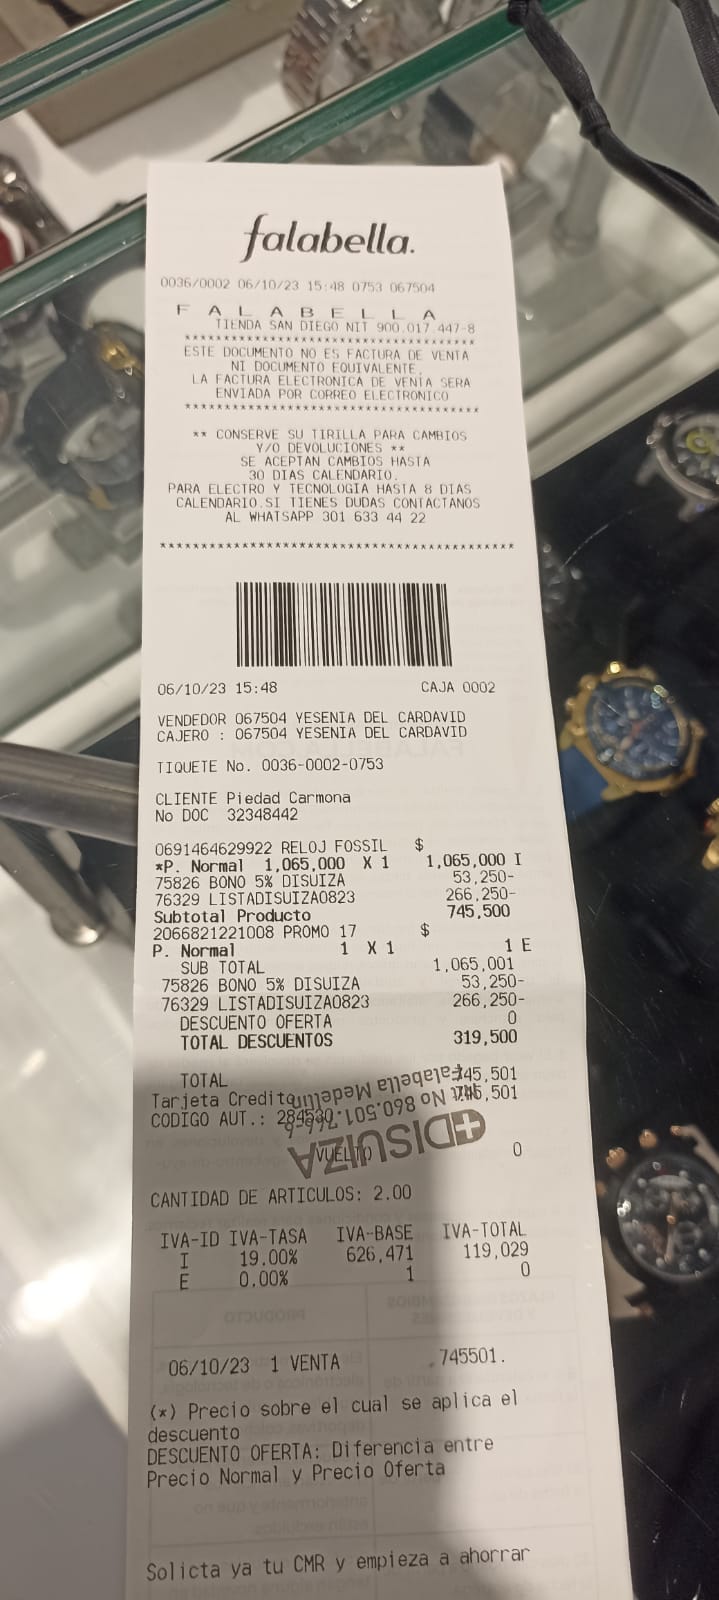 falabella.
0036/0002 06/10/23 15:48 0753 067504
F A L A B E L L A
TIENDA SAN DIEGO NIT 900.017.447-8
****************************************
ESTE DOCUMENTO NO ES FACTURA DE VENTA
NI DOCUMENTO EQUIVALENTE.
LA FACTURA ELECTRONICA DE VENTA SERA
ENVIADA POR CORREO ELECTRONICO
****************************************
** CONSERVE SU TIRILLA PARA CAMBIOS
Y/O DEVOLUCIONES **
SE ACEPTAN CAMBIOS HASTA
30 DIAS CALENDARIO.
PARA ELECTRO Y TECNOLOGIA HASTA 8 DIAS
CALENDARIO.SI TIENES DUDAS CONTACTANOS
AL WHATSAPP 301 633 44 22
****************************************
06/10/23 15:48 CAJA 0002
VENDEDOR 067504 YESENIA DEL CARDAVID
CAJERO : 067504 YESENIA DEL CARDAVID
TIQUETE No. 0036-0002-0753
CLIENTE Piedad Carmona
No DOC 32348442
0691464629922 RELOJ FOSSIL $
*P. Normal 1,065,000 X 1 1,065,000 I
75826 BONO 5% DISUIZA 53,250-
76329 LISTADISUIZA0823 266,250-
Subtotal Producto 745,500
2066821221008 PROMO 17 $
P. Normal 1 X 1 1 E
SUB TOTAL 1,065,001
75826 BONO 5% DISUIZA 53,250-
76329 LISTADISUIZA0823 266,250-
DESCUENTO OFERTA 0
TOTAL DESCUENTOS 319,500
TOTAL 745,501
Tarjeta Credito 745,501
CODIGO AUT.: 284530
VUELTO 0
DISUIZA
Nit No 860.501.766-6
Falabella Medellin
CANTIDAD DE ARTICULOS: 2.00
IVA-ID IVA-TASA IVA-BASE IVA-TOTAL
I 19.00% 626,471 119,029
E 0.00% 1 0
06/10/23 1 VENTA 745501.
(*) Precio sobre el cual se aplica el
descuento
DESCUENTO OFERTA: Diferencia entre
Precio Normal y Precio Oferta
Solicta ya tu CMR y empieza a ahorrar